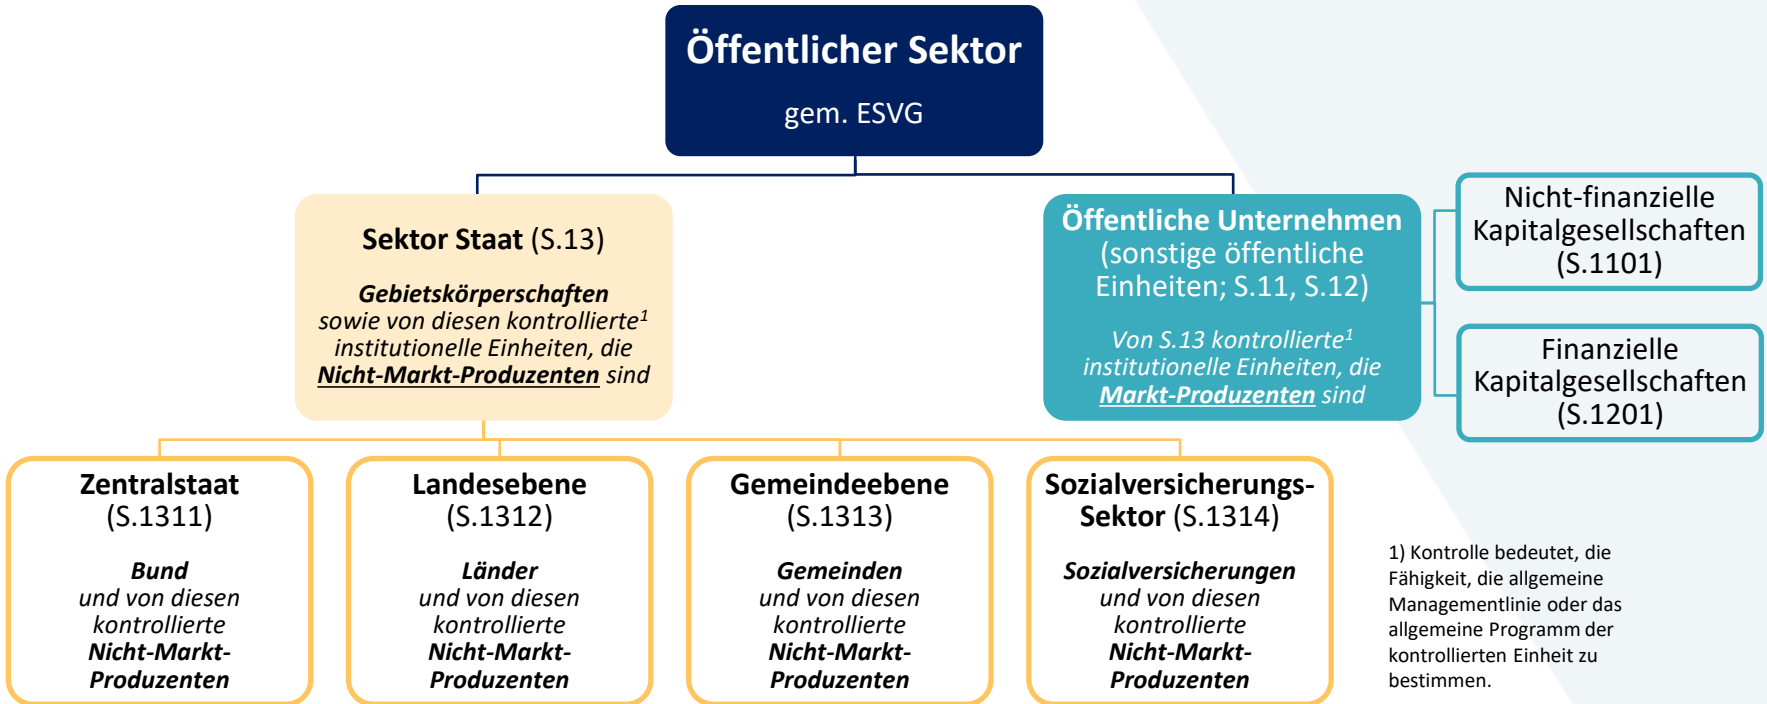 Öffentlicher Sektor
gem. ESVG
Sektor Staat (S.13)
Gebietskörperschaften
sowie von diesen kontrollierte¹
institutionelle Einheiten, die
Nicht-Markt-Produzenten sind
Öffentliche Unternehmen
(sonstige öffentliche
Einheiten; S.11, S.12)
Von S.13 kontrollierte¹
institutionelle Einheiten, die
Markt-Produzenten sind
Nicht-finanzielle
Kapitalgesellschaften
(S.1101)
Finanzielle
Kapitalgesellschaften
(S.1201)
Zentralstaat
(S.1311)
Bund
und von diesen
kontrollierte
Nicht-Markt-
Produzenten
Landesebene
(S.1312)
Länder
und von diesen
kontrollierte
Nicht-Markt-
Produzenten
Gemeindeebene
(S.1313)
Gemeinden
und von diesen
kontrollierte
Nicht-Markt-
Produzenten
Sozialversicherungs-
Sektor (S.1314)
Sozialversicherungen
und von diesen
kontrollierte
Nicht-Markt-
Produzenten
1) Kontrolle bedeutet, die
Fähigkeit, die allgemeine
Managementlinie oder das
allgemeine Programm der
kontrollierten Einheit zu
bestimmen.